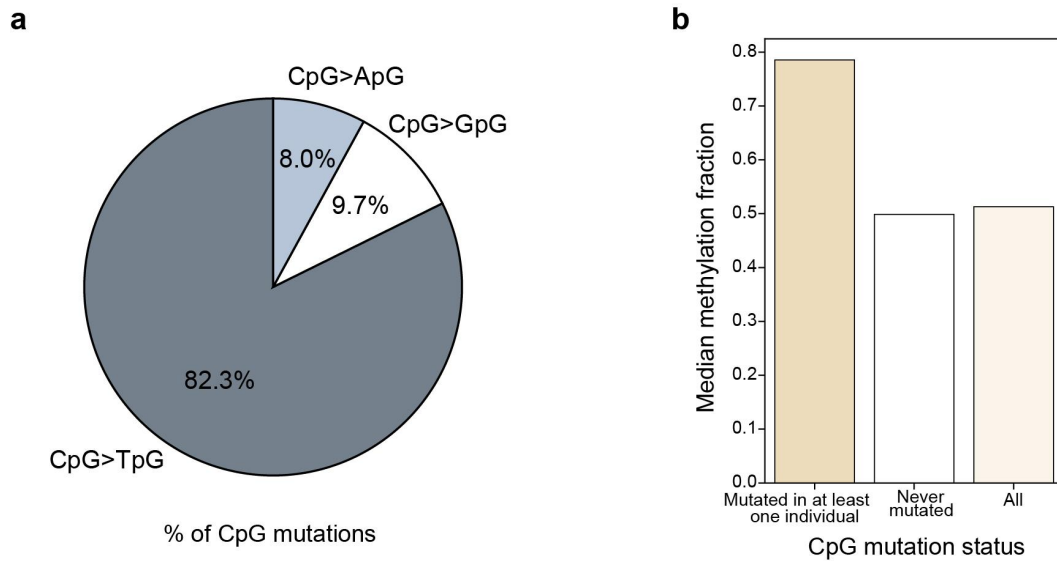 a
CpG>ApG
CpG>GpG
8.0%
9.7%
82.3%
CpG>TpG
% of CpG mutations
b
Median methylation fraction
0.8
0.7
0.6
0.5
0.4
0.3
0.2
0.1
0.0
Mutated in at least
one individual
Never
mutated
All
CpG mutation status